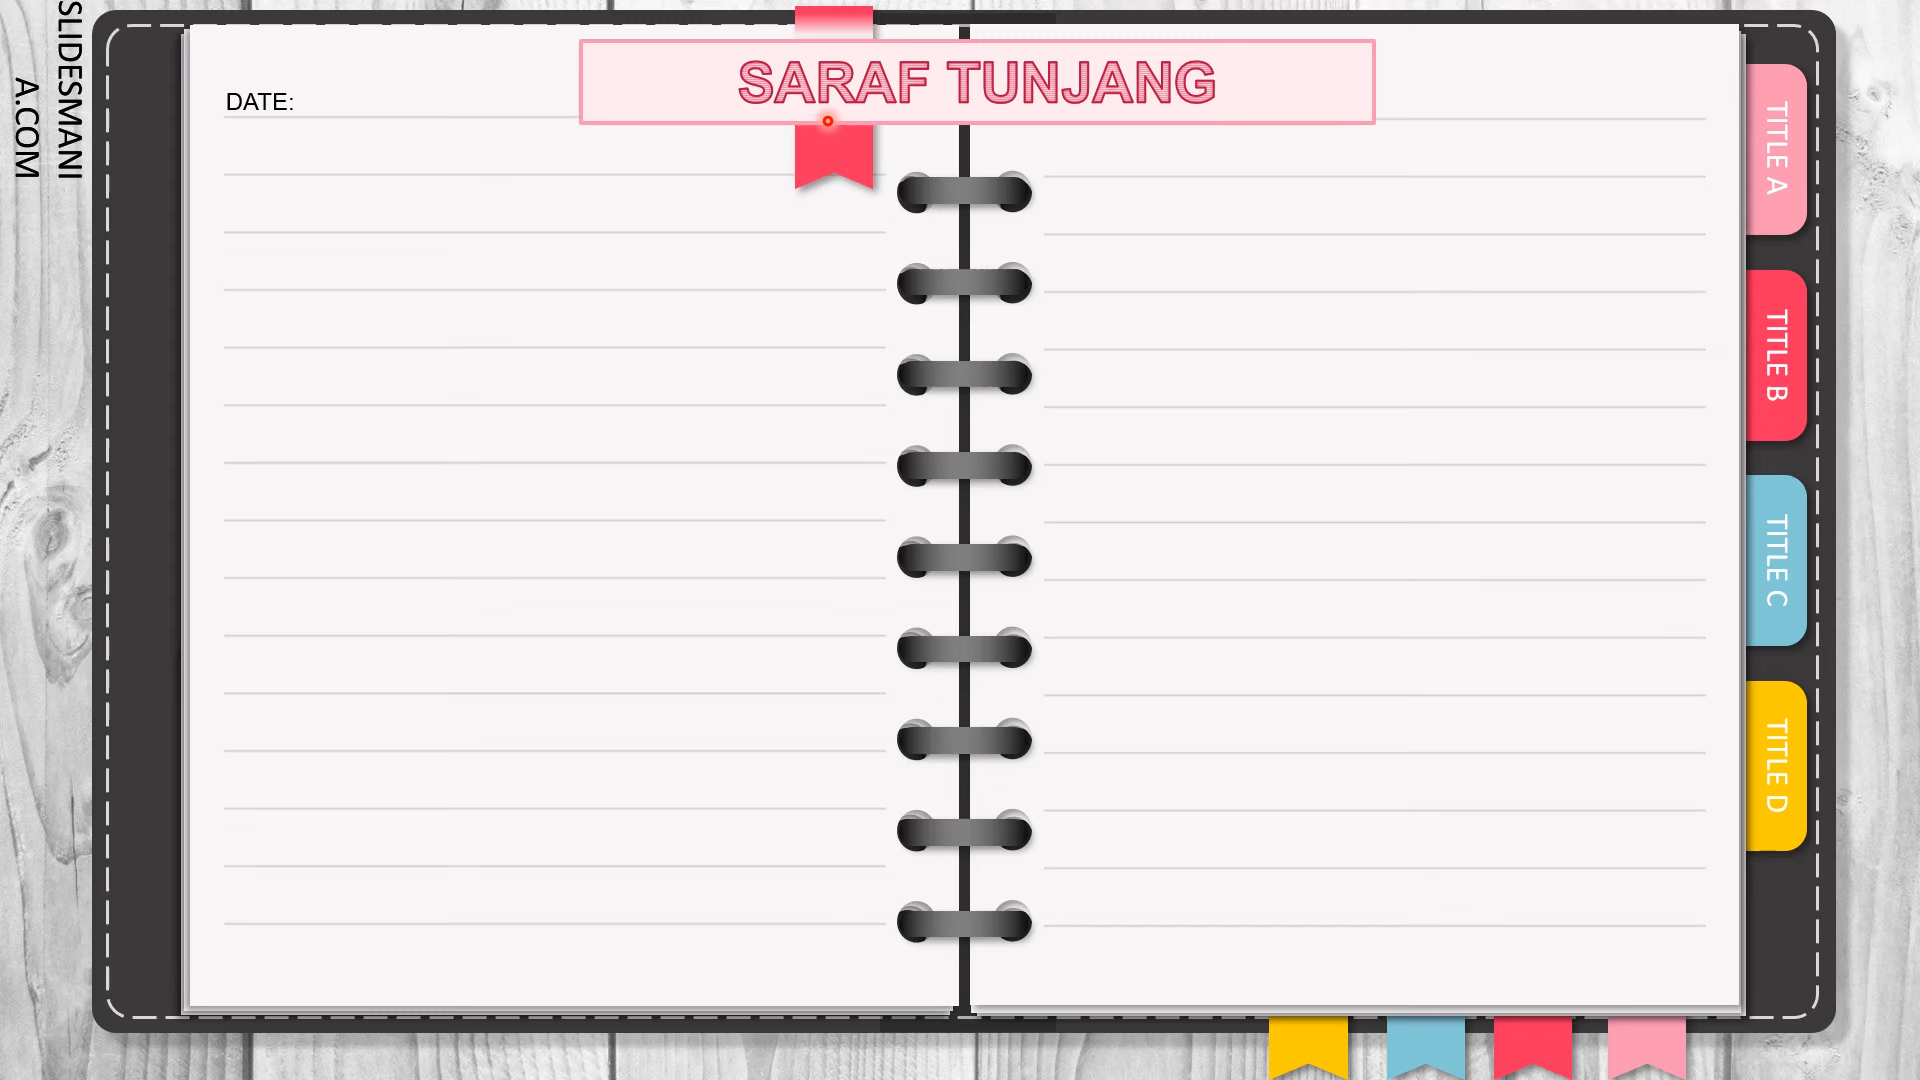 SLIDESMANI
A.COM
SARAF TUNJANG
DATE:
TITLE A
TITLE B
TITLE C
TITLE D